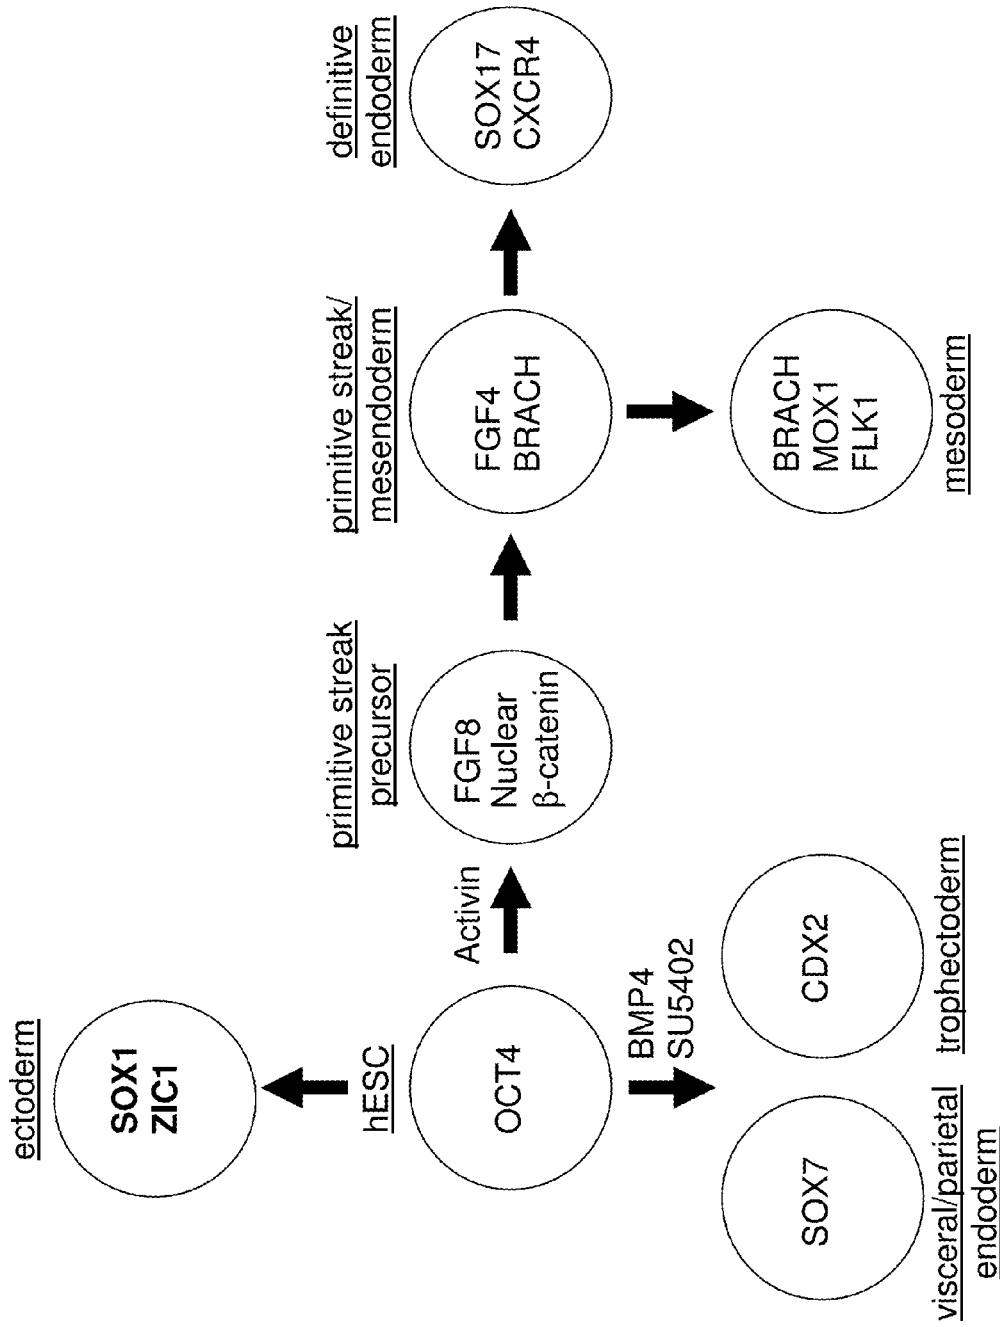 ectoderm
SOX1
ZIC1
hESC
OCT4
Activin
BMP4
SU5402
SOX7
visceral/parietal
endoderm
CDX2
trophectoderm
primitive streak
precursor
FGF8
Nuclear
β-catenin
primitive streak/
mesendoderm
FGF4
BRACH
BRACH
MOX1
FLK1
mesoderm
definitive
endoderm
SOX17
CXCR4